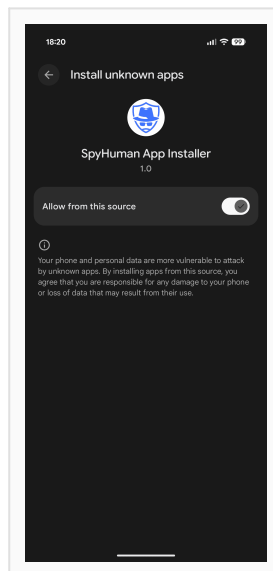 18:20
99
Install unknown apps
SpyHuman App Installer
1.0
Allow from this source
Your phone and personal data are more vulnerable to attack
by unknown apps. By installing apps from this source, you
agree that you are responsible for any damage to your phone
or loss of data that may result from their use.